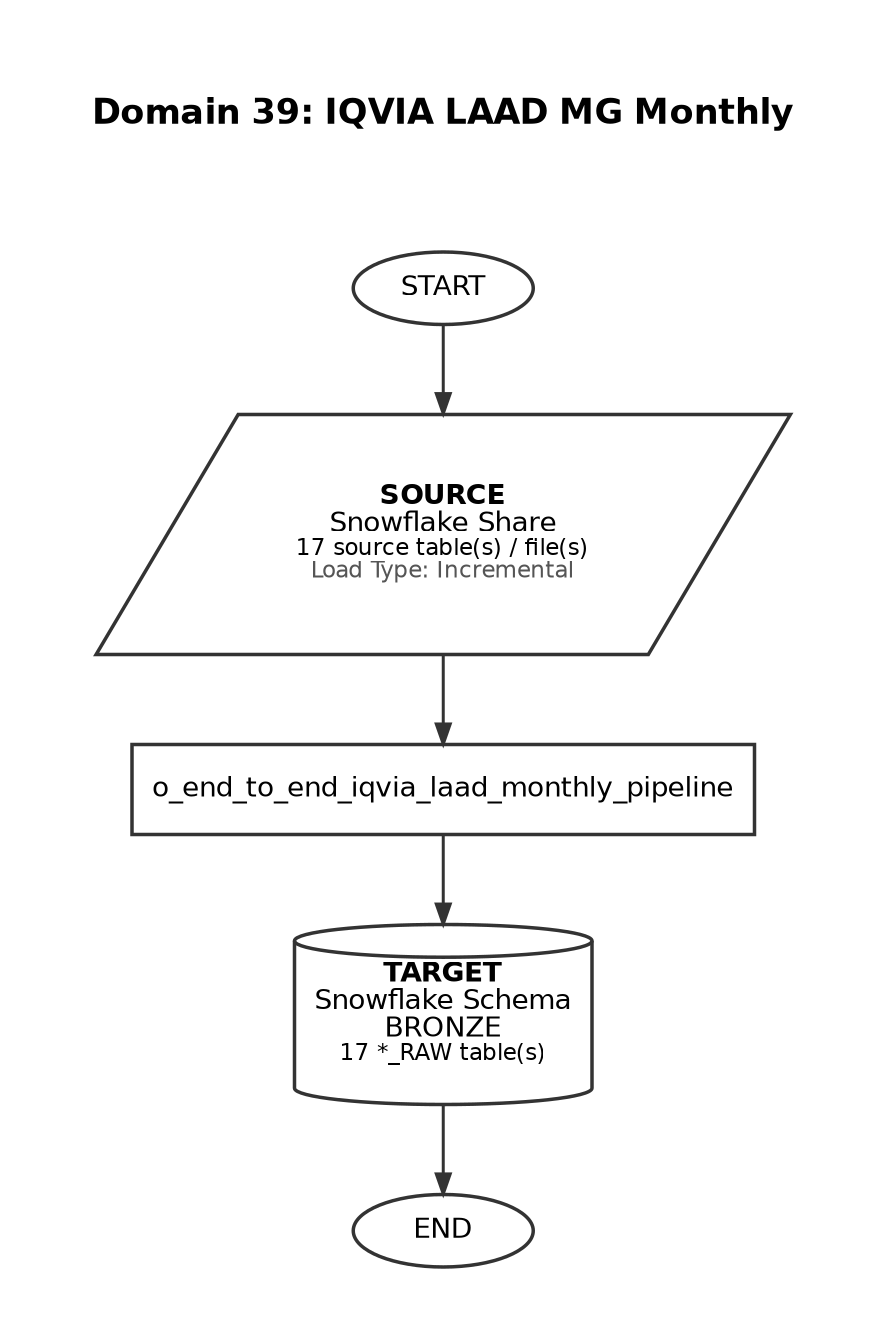 Domain 39: IQVIA LAAD MG Monthly
START
SOURCE
Snowflake Share
17 source table(s) / file(s)
Load Type: Incremental
o_end_to_end_iqvia_laad_monthly_pipeline
TARGET
Snowflake Schema
BRONZE
17 *_RAW table(s)
END